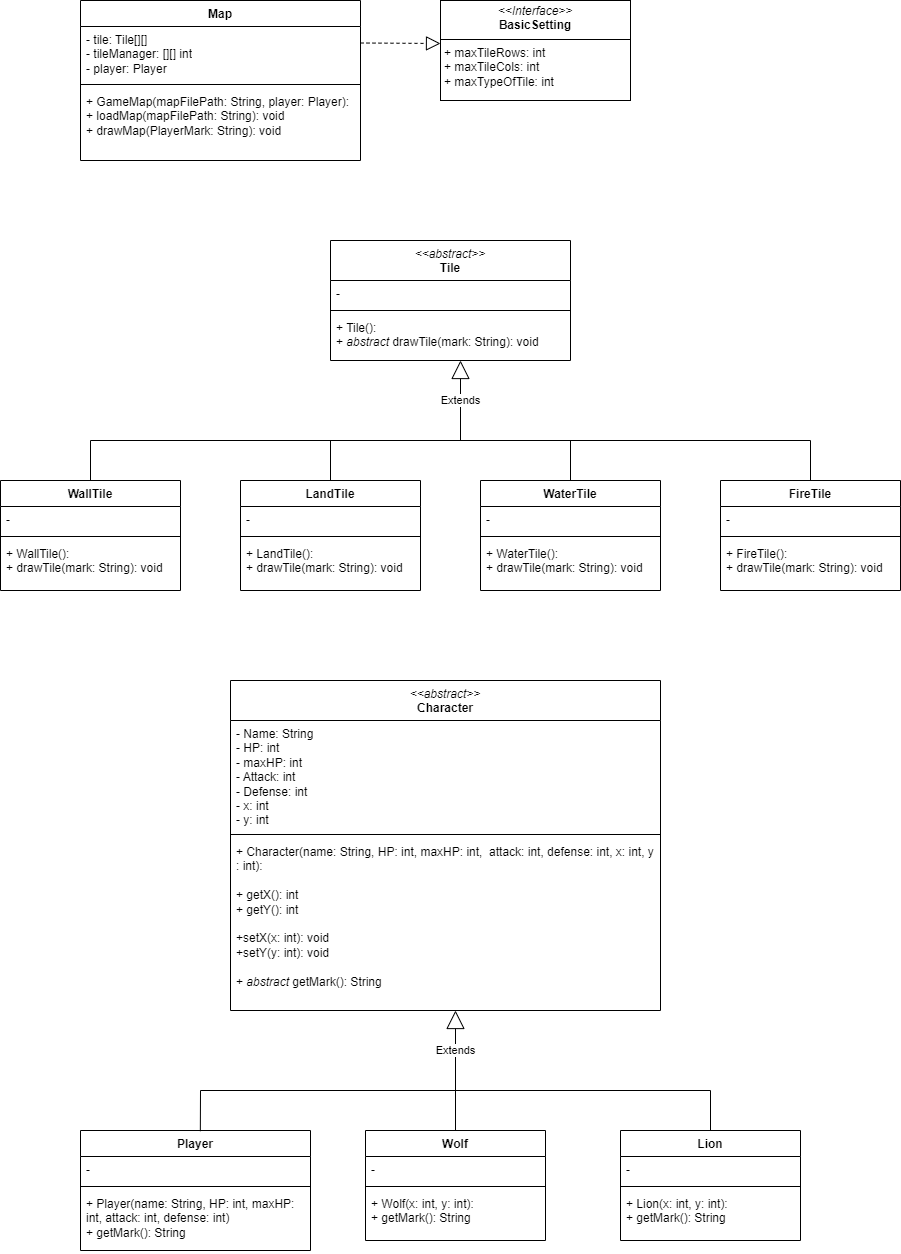 Map
- tile: Tile[][]
- tileManager: [][] int
- player: Player
+ GameMap(mapFilePath: String, player: Player):
+ loadMap(mapFilePath: String): void
+ drawMap(PlayerMark: String): void
<<Interface>>
BasicSetting
+ maxTileRows: int
+ maxTileCols: int
+ maxTypeOfTile: int
<<abstract>>
Tile
-
+ Tile():
+ abstract drawTile(mark: String): void
Extends
WallTile
-
+ WallTile():
+ drawTile(mark: String): void
LandTile
-
+ LandTile():
+ drawTile(mark: String): void
WaterTile
-
+ WaterTile():
+ drawTile(mark: String): void
FireTile
-
+ FireTile():
+ drawTile(mark: String): void
<<abstract>>
Character
- Name: String
- HP: int
- maxHP: int
- Attack: int
- Defense: int
- x: int
- y: int
+ Character(name: String, HP: int, maxHP: int,  attack: int, defense: int, x: int, y
: int):
+ getX(): int
+ getY(): int
+setX(x: int): void
+setY(y: int): void
+ abstract getMark(): String
Extends
Player
-
+ Player(name: String, HP: int, maxHP:
int, attack: int, defense: int)
+ getMark(): String
Wolf
-
+ Wolf(x: int, y: int):
+ getMark(): String
Lion
-
+ Lion(x: int, y: int):
+ getMark(): String